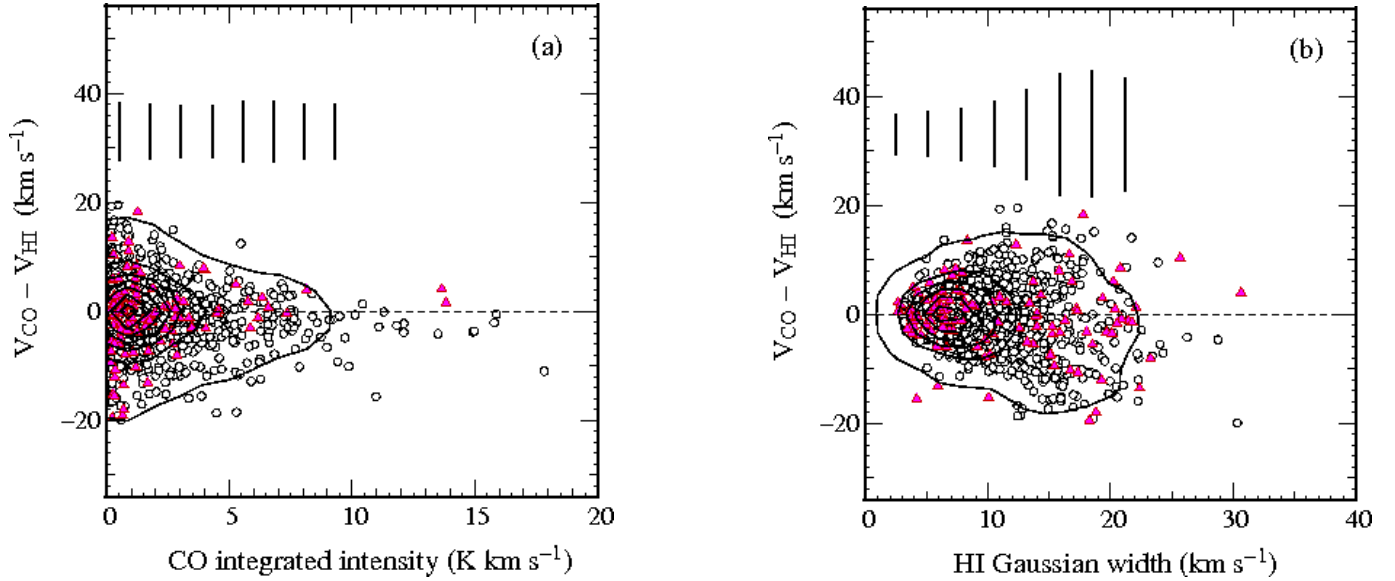 (a)
V_CO − V_HI (km s⁻¹)
40
20
0
−20
0 5 10 15 20
CO integrated intensity (K km s⁻¹)
(b)
V_CO − V_HI (km s⁻¹)
40
20
0
−20
0 10 20 30 40
HI Gaussian width (km s⁻¹)